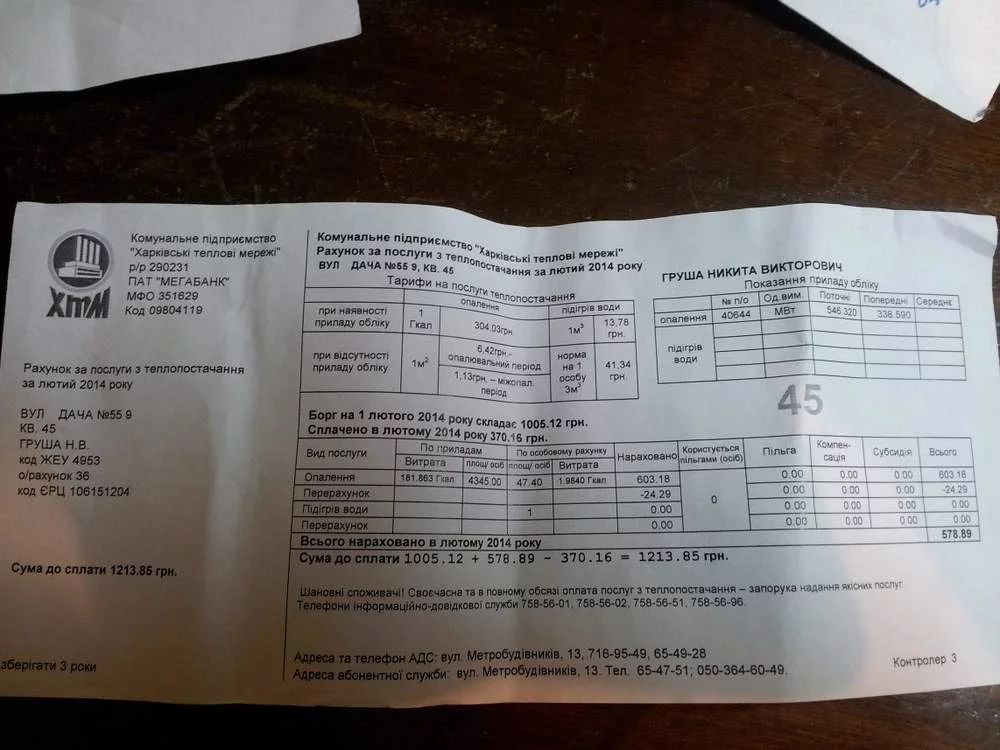 Комунальне підприємство
"Харківські теплові мережі"
р/р 290231
ПАТ "МЕГАБАНК"
МФО 351629
Код 09804119
ХТМ
Рахунок за послуги з теплопостачання
за лютий 2014 року
ВУЛ ДАЧА №55 9
КВ. 45
ГРУША Н.В.
код ЖЕУ 4953
о/рахунок 36
код ЄРЦ 106151204
Сума до сплати 1213.85 грн.
зберігати 3 роки
Комунальне підприємство "Харківські теплові мережі"
Рахунок за послуги з теплопостачання за лютий 2014 року
ВУЛ ДАЧА №55 9, КВ. 45
Тарифи на послуги теплопостачання
опалення підігрів води
при наявності приладу обліку 1 Гкал 304,03грн. 1м³ 13,78 грн.
при відсутності приладу обліку 1м² 6,42грн.- опалювальний період норма на 1 особу 3м³ 41,34 грн.
1,13грн. – міжопал. період
ГРУША НИКИТА ВИКТОРОВИЧ
Показання приладу обліку
№ п/о Од.вим. Поточні Попередні Середнє
опалення 40644 МВт 546.320 338.590
підігрів води
45
Борг на 1 лютого 2014 року складає 1005.12 грн.
Сплачено в лютому 2014 року 370.16 грн.
Вид послуги По приладам По особовому рахунку Нараховано Користується пільгами (осіб) Пільга Компен-сація Субсидія Всього
Витрата площ/ осіб площ/ осіб Витрата
Опалення 181.863 Гкал 4345.00 47.40 1.9840 Гкал 603.18 0 0.00 0.00 0.00 603.18
Перерахунок -24.29 0.00 0.00 0.00 -24.29
Підігрів води 1 0.00 0.00 0.00 0.00 0.00
Перерахунок 0.00 0.00 0.00 0.00 0.00
Всього нараховано в лютому 2014 року 578.89
Сума до сплати 1005.12 + 578.89 - 370.16 = 1213.85 грн.
Шановні споживачі! Своєчасна та в повному обсязі оплата послуг з теплопостачання – запорука надання якісних послуг.
Телефони інформаційно-довідкової служби 758-56-01, 758-56-02, 758-56-51, 758-56-96.
Адреса та телефон АДС: вул. Метробудівників, 13, 716-95-49, 65-49-28
Адреса абонентної служби: вул. Метробудівників, 13. Тел. 65-47-51; 050-364-60-49.
Контролер 3